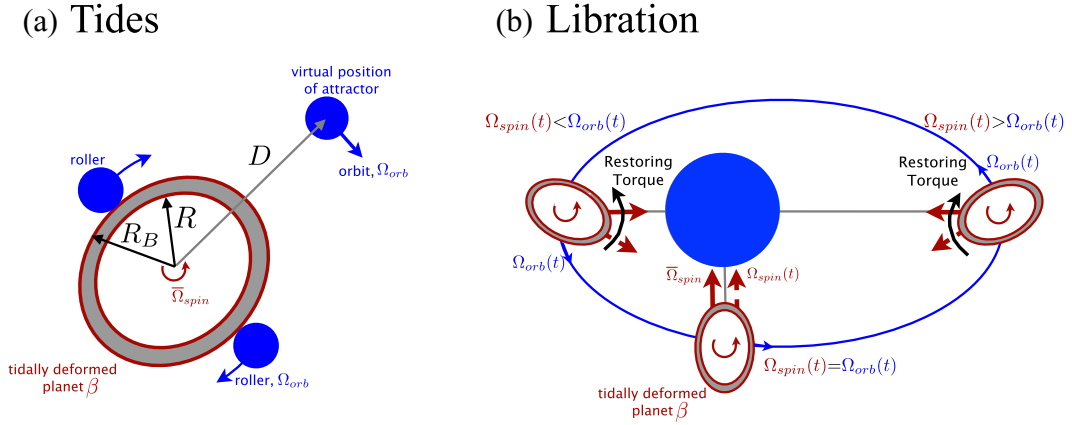 (a) Tides
virtual position
of attractor
D
orbit, Ω_orb
roller
R
R_B
Ω̅_spin
tidally deformed
planet β
roller, Ω_orb
(b) Libration
Ω_spin(t)<Ω_orb(t)
Ω_spin(t)>Ω_orb(t)
Restoring
Torque
Restoring
Torque
Ω_orb(t)
Ω_orb(t)
Ω̅_spin
Ω_spin(t)
Ω_spin(t)=Ω_orb(t)
tidally deformed
planet β